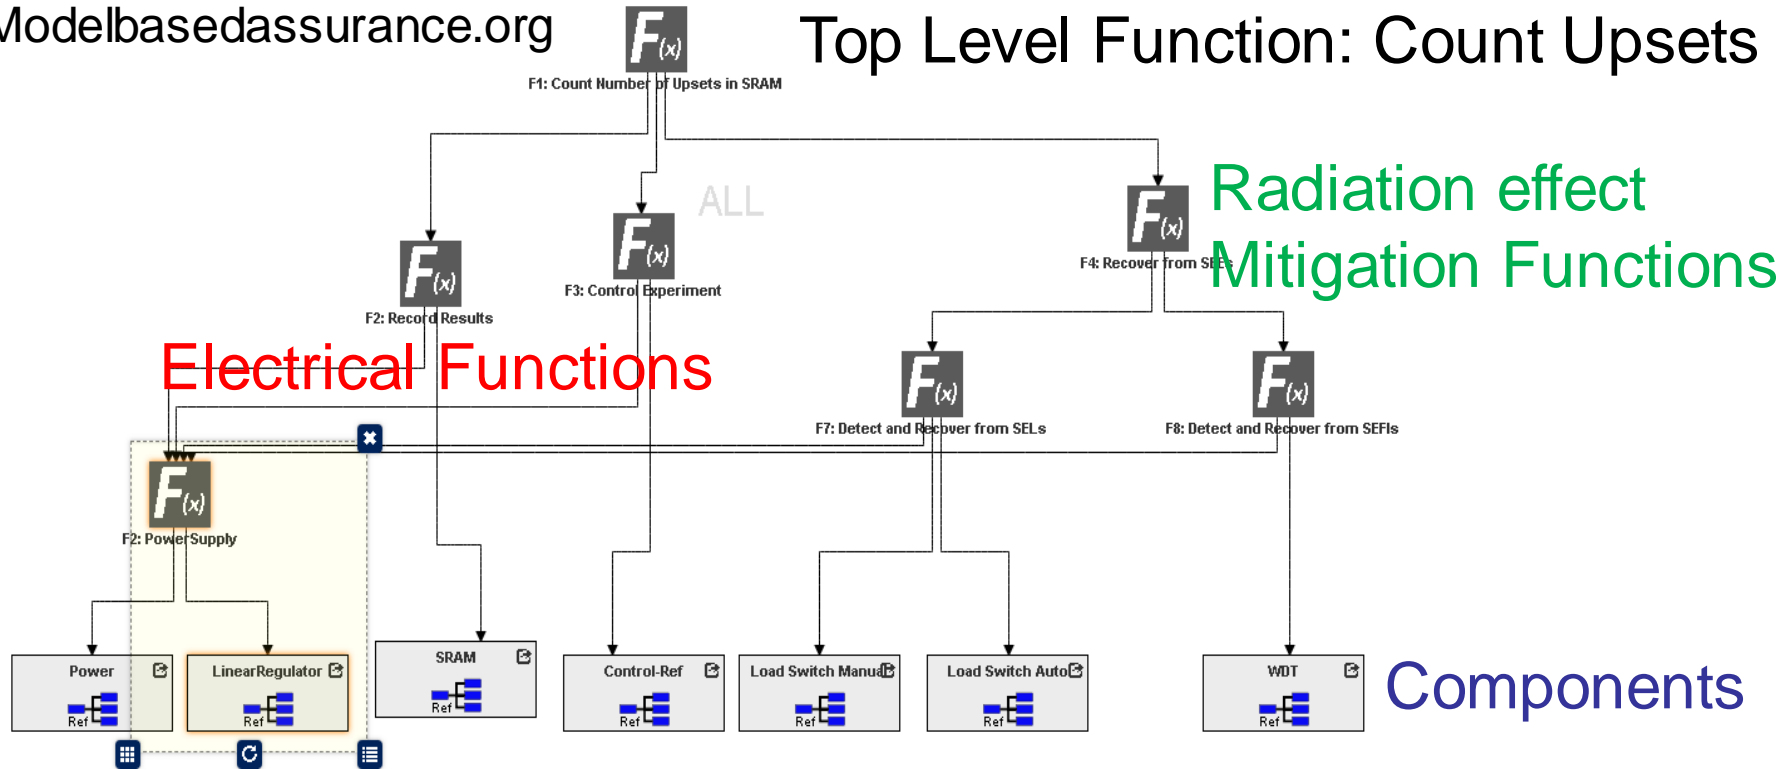 Modelbasedassurance.org
Top Level Function: Count Upsets
F(x)
F1: Count Number of Upsets in SRAM
ALL
Radiation effect
Mitigation Functions
F(x)
F4: Recover from SEEs
F(x)
F3: Control Experiment
F(x)
F2: Record Results
Electrical Functions
F(x)
F7: Detect and Recover from SELs
F(x)
F8: Detect and Recover from SEFIs
F(x)
F2: PowerSupply
Power
Ref
LinearRegulator
Ref
SRAM
Ref
Control-Ref
Ref
Load Switch Manual
Ref
Load Switch Auto
Ref
WDT
Ref
Components